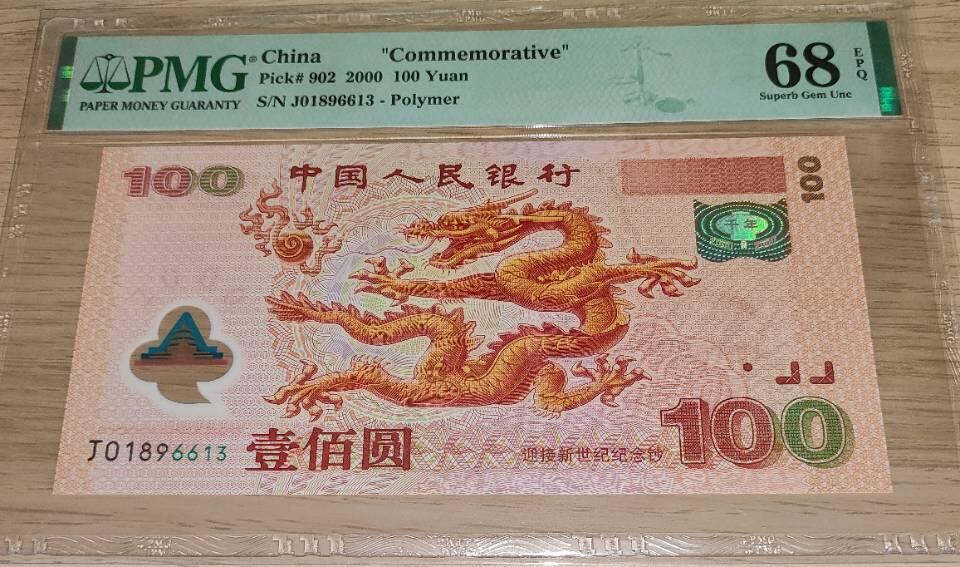 PMG
PAPER MONEY GUARANTY
China "Commemorative"
Pick# 902 2000 100 Yuan
S/N J01896613 - Polymer
68
EPQ
Superb Gem Unc
100
中国人民银行
100
千年
J01896613
壹佰圆
迎接新世纪纪念钞
100